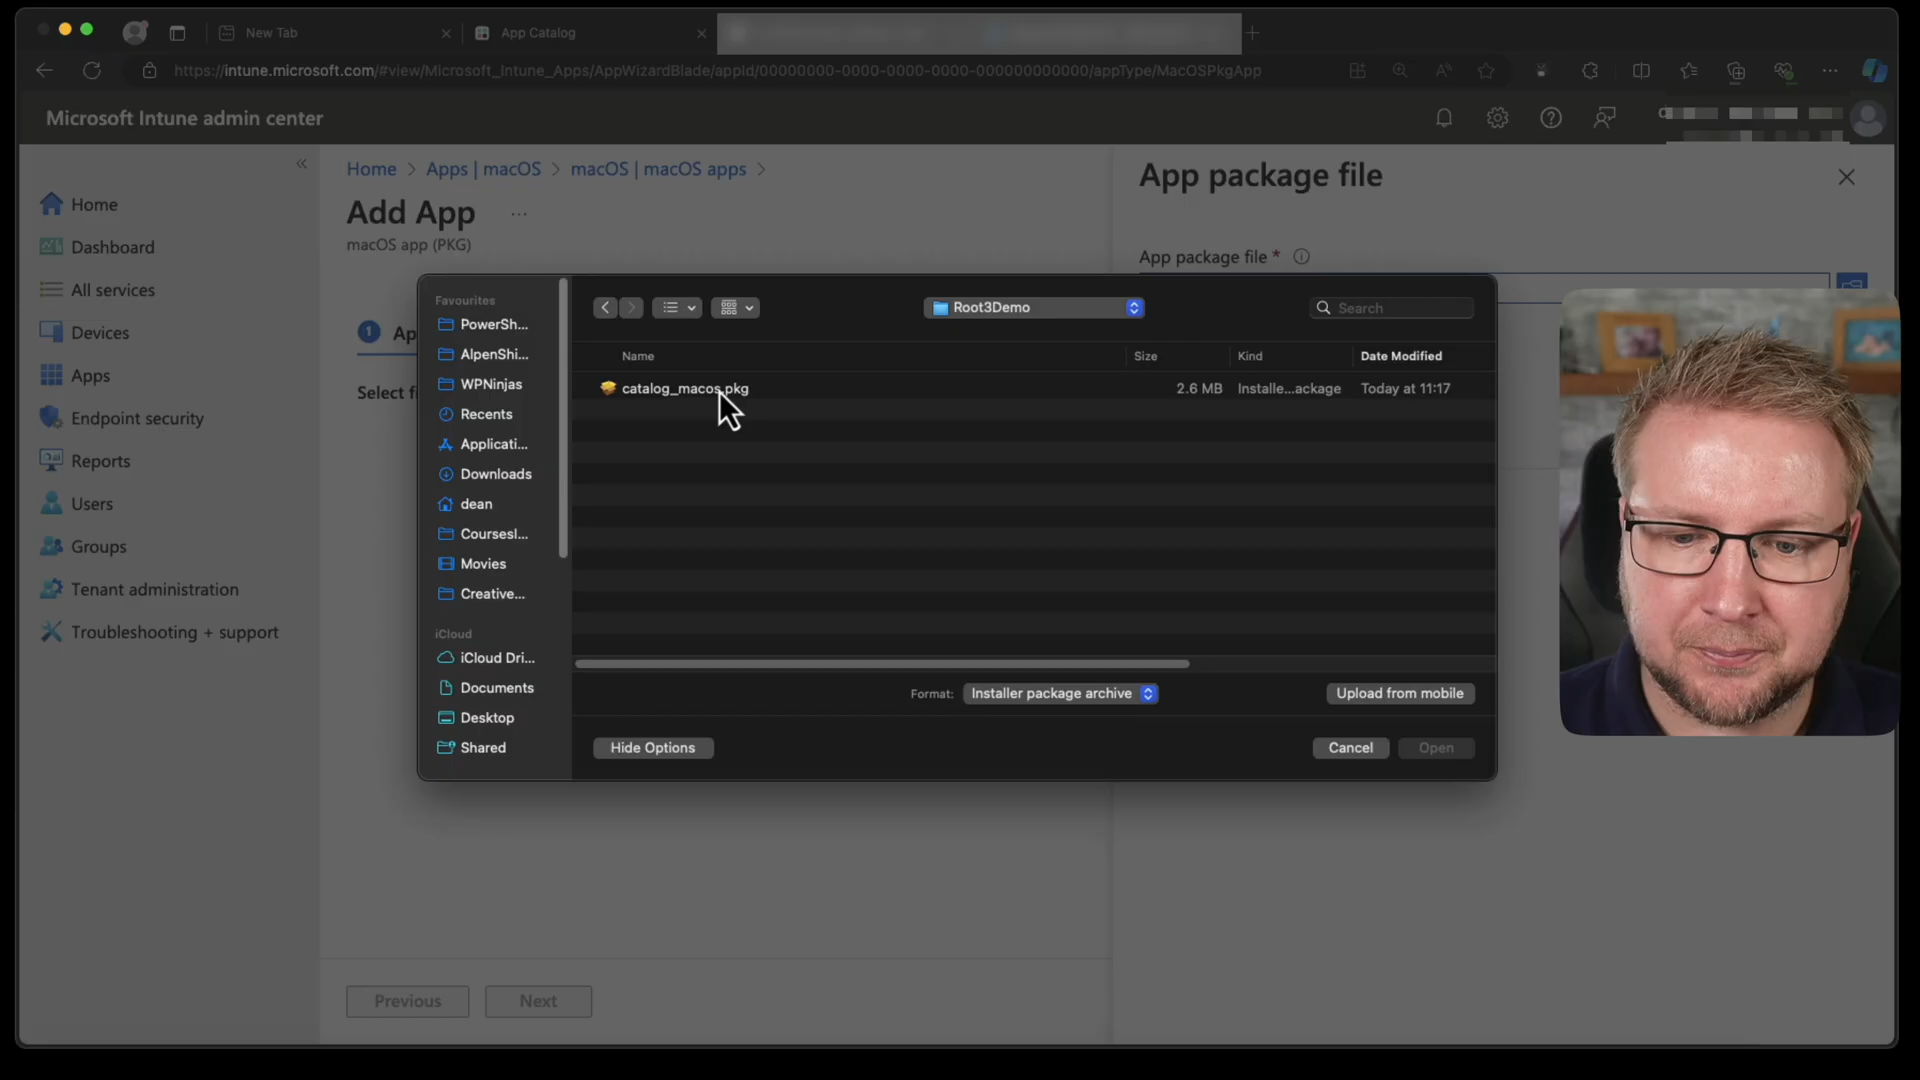 New Tab
App Catalog
https://intune.microsoft.com/#view/Microsoft_Intune_Apps/AppWizardBlade/appId/00000000-0000-0000-0000-000000000000/appType/MacOSPkgApp
Microsoft Intune admin center
Home > Apps | macOS > macOS | macOS apps >
Add App ...
macOS app (PKG)
App package file
App package file * 
Home
Dashboard
All services
Devices
Apps
Endpoint security
Reports
Users
Groups
Tenant administration
Troubleshooting + support
1
Favourites
PowerSh...
AlpenShi...
WPNinjas
Recents
Applicati...
Downloads
dean
Coursesl...
Movies
Creative...
iCloud
iCloud Dri...
Documents
Desktop
Shared
Root3Demo
Search
Name Size Kind Date Modified
catalog_macos.pkg 2.6 MB Installe...ackage Today at 11:17
Format: Installer package archive
Upload from mobile
Hide Options
Cancel
Open
Select
Previous
Next